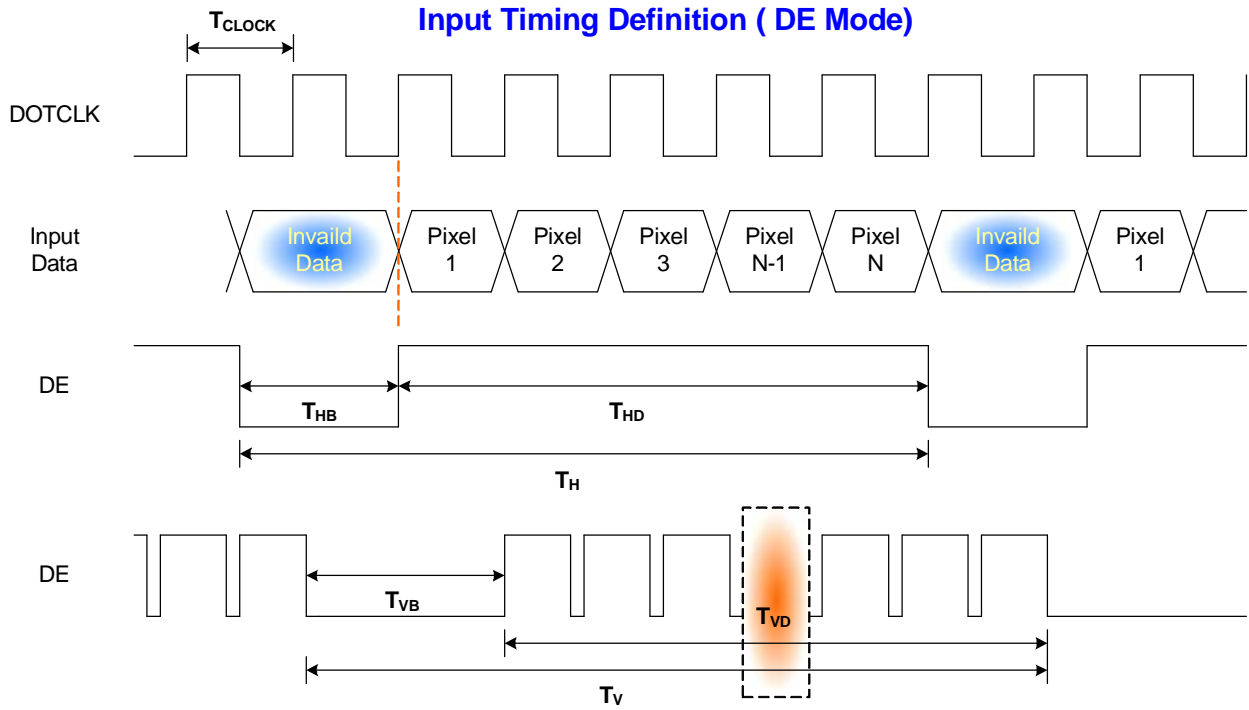 Input Timing Definition ( DE Mode)
TCLOCK
DOTCLK
Input
Data
Invaild
Data
Pixel
1
Pixel
2
Pixel
3
Pixel
N-1
Pixel
N
Invaild
Data
Pixel
1
DE
THB
THD
TH
DE
TVB
TVD
TV